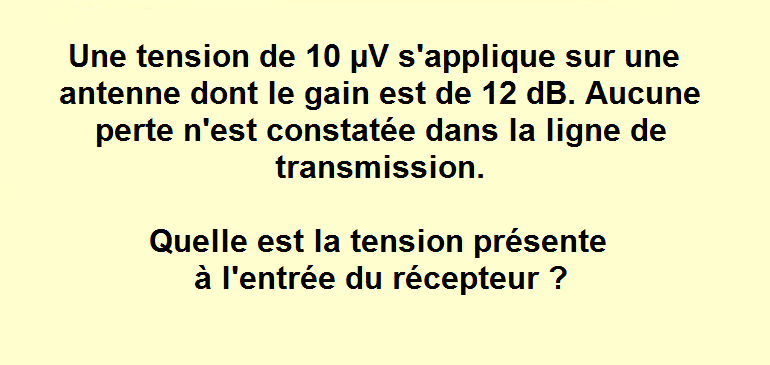 Une tension de 10 µV s'applique sur une
antenne dont le gain est de 12 dB. Aucune
perte n'est constatée dans la ligne de
transmission.
Quelle est la tension présente
à l'entrée du récepteur ?